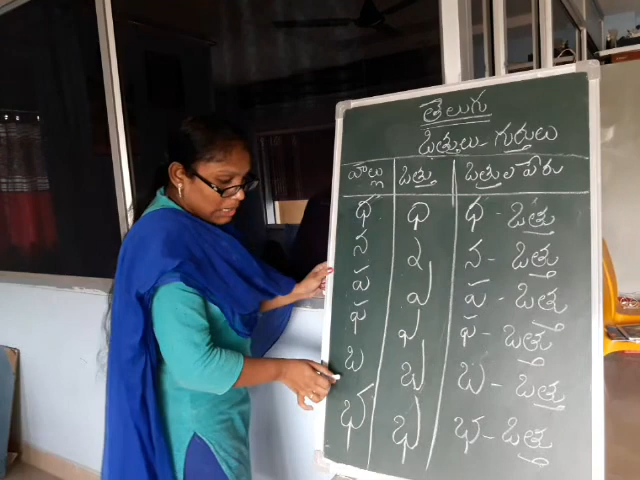 తెలుగు
ఒత్తులు - గుర్తులు
హల్లు ఒత్తు ఒత్తుల పేరు
ధ ్ధ ధ - ఒత్తు
న ్న న - ఒత్తు
ప ్ప ప - ఒత్తు
ఫ ్ఫ ఫ - ఒత్తు
బ ్బ బ - ఒత్తు
భ ్భ భ - ఒత్తు